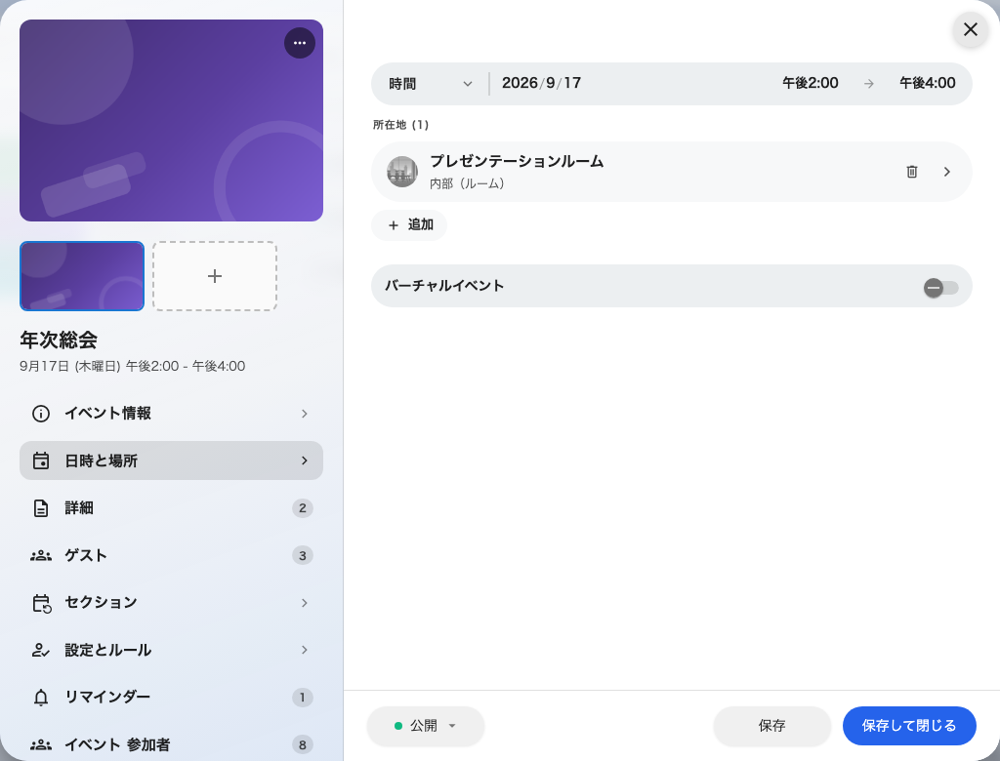 年次総会
9月17日 (木曜日) 午後2:00 - 午後4:00
イベント情報
日時と場所
詳細 2
ゲスト 3
セクション
設定とルール
リマインダー 1
イベント 参加者 8
時間 2026/9/17 午後2:00 → 午後4:00
所在地 (1)
プレゼンテーションルーム
内部（ルーム）
+ 追加
バーチャルイベント
公開 保存 保存して閉じる